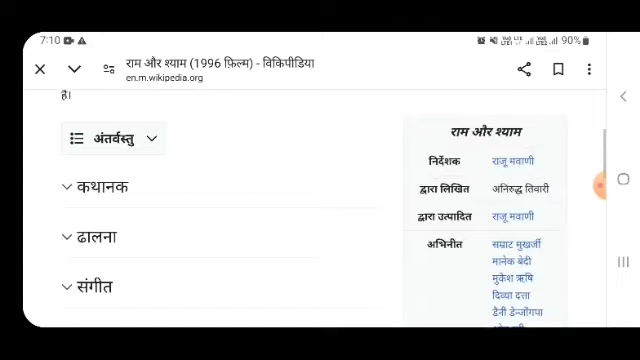 7:10 90%
राम और श्याम (1996 फ़िल्म) - विकिपीडिया
en.m.wikipedia.org
है।
अंतर्वस्तु
कथानक
ढालना
संगीत
राम और श्याम
निर्देशक राजू मवाणी
द्वारा लिखित अनिरुद्ध तिवारी
द्वारा उत्पादित राजू मवाणी
अभिनीत सम्राट मुखर्जी
मानेक बेदी
मुकेश ऋषि
दिव्या दत्ता
डैनी डेन्जोंगपा